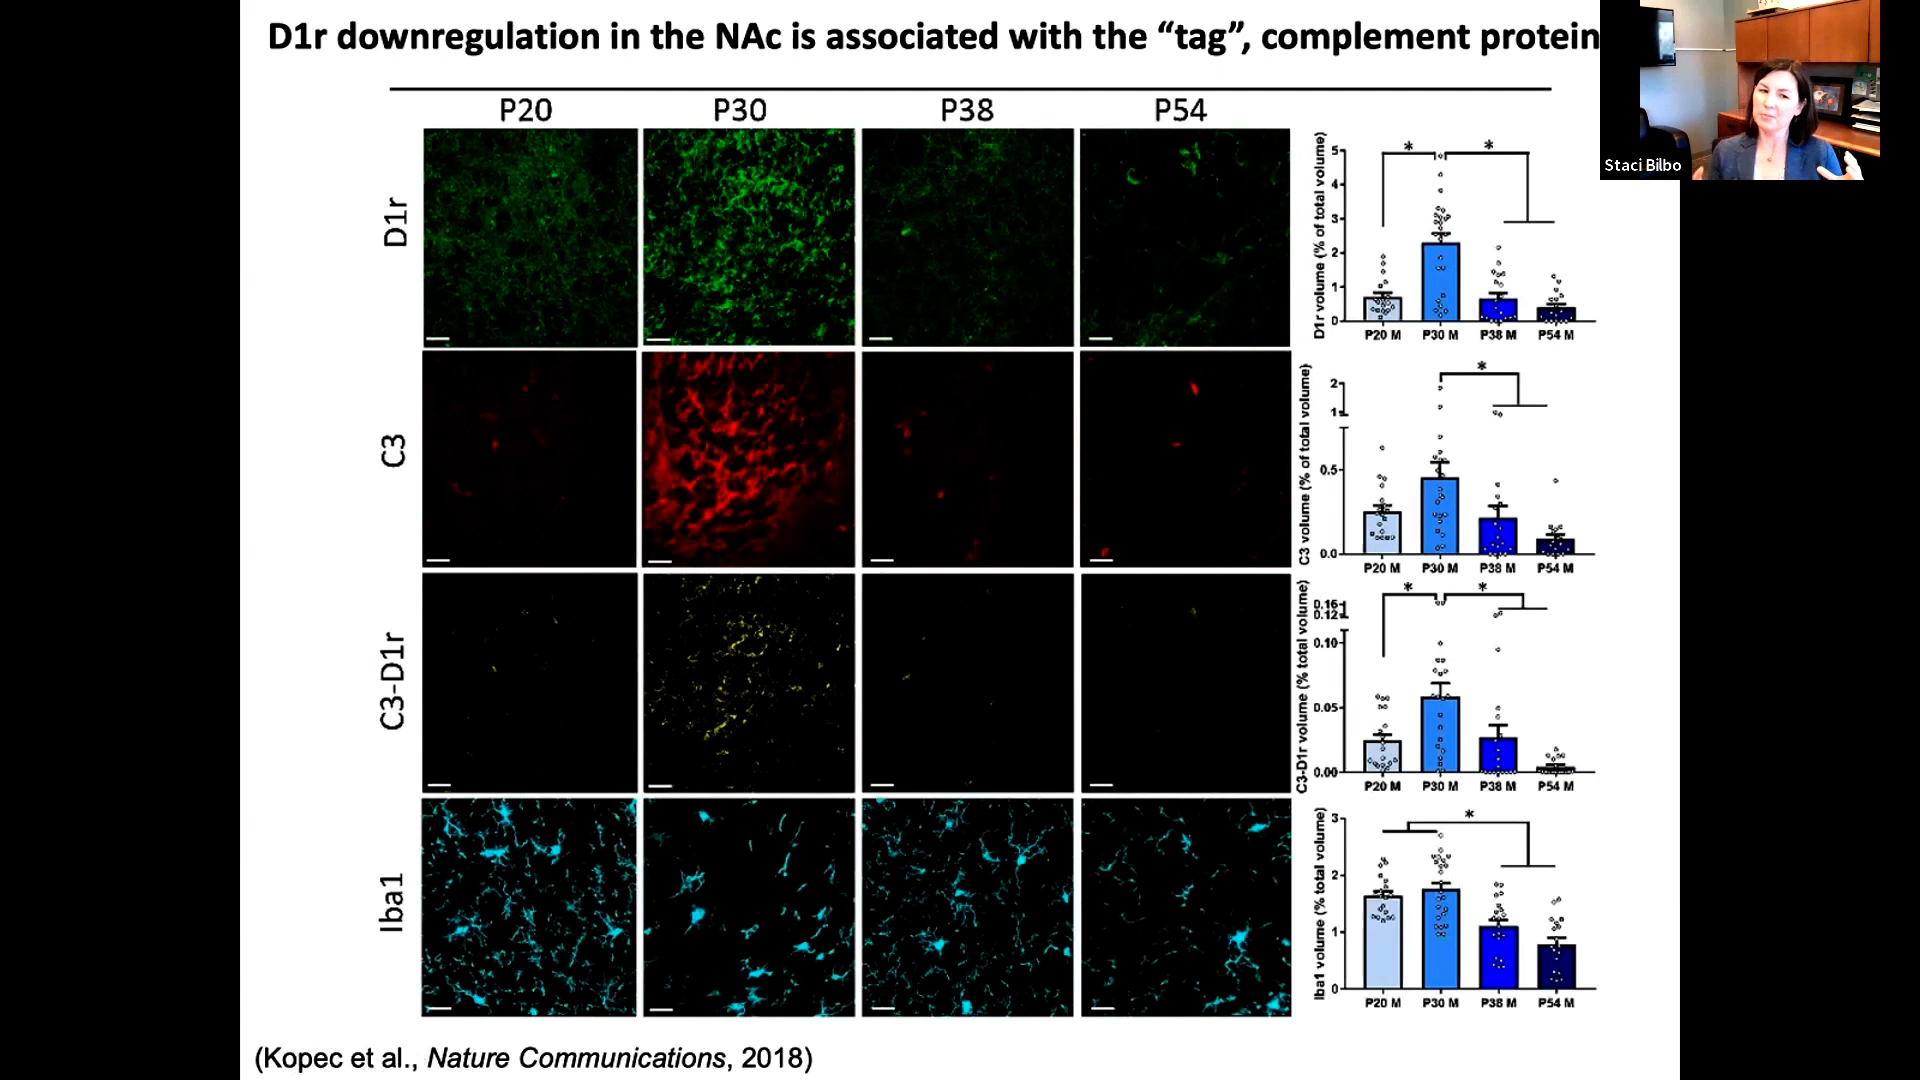 D1r downregulation in the NAc is associated with the “tag”, complement protein
Staci Bilbo
P20 P30 P38 P54
D1r
C3
C3-D1r
Iba1
D1r volume (% of total volume)
5
4
3
2
1
0
* *
P20 M P30 M P38 M P54 M
C3 volume (% of total volume)
2
1
0.5
0.0
*
P20 M P30 M P38 M P54 M
C3-D1r volume (% total volume)
0.16
0.12
0.10
0.05
0.00
* *
P20 M P30 M P38 M P54 M
Iba1 volume (% total volume)
3
2
1
0
*
P20 M P30 M P38 M P54 M
(Kopec et al., Nature Communications, 2018)